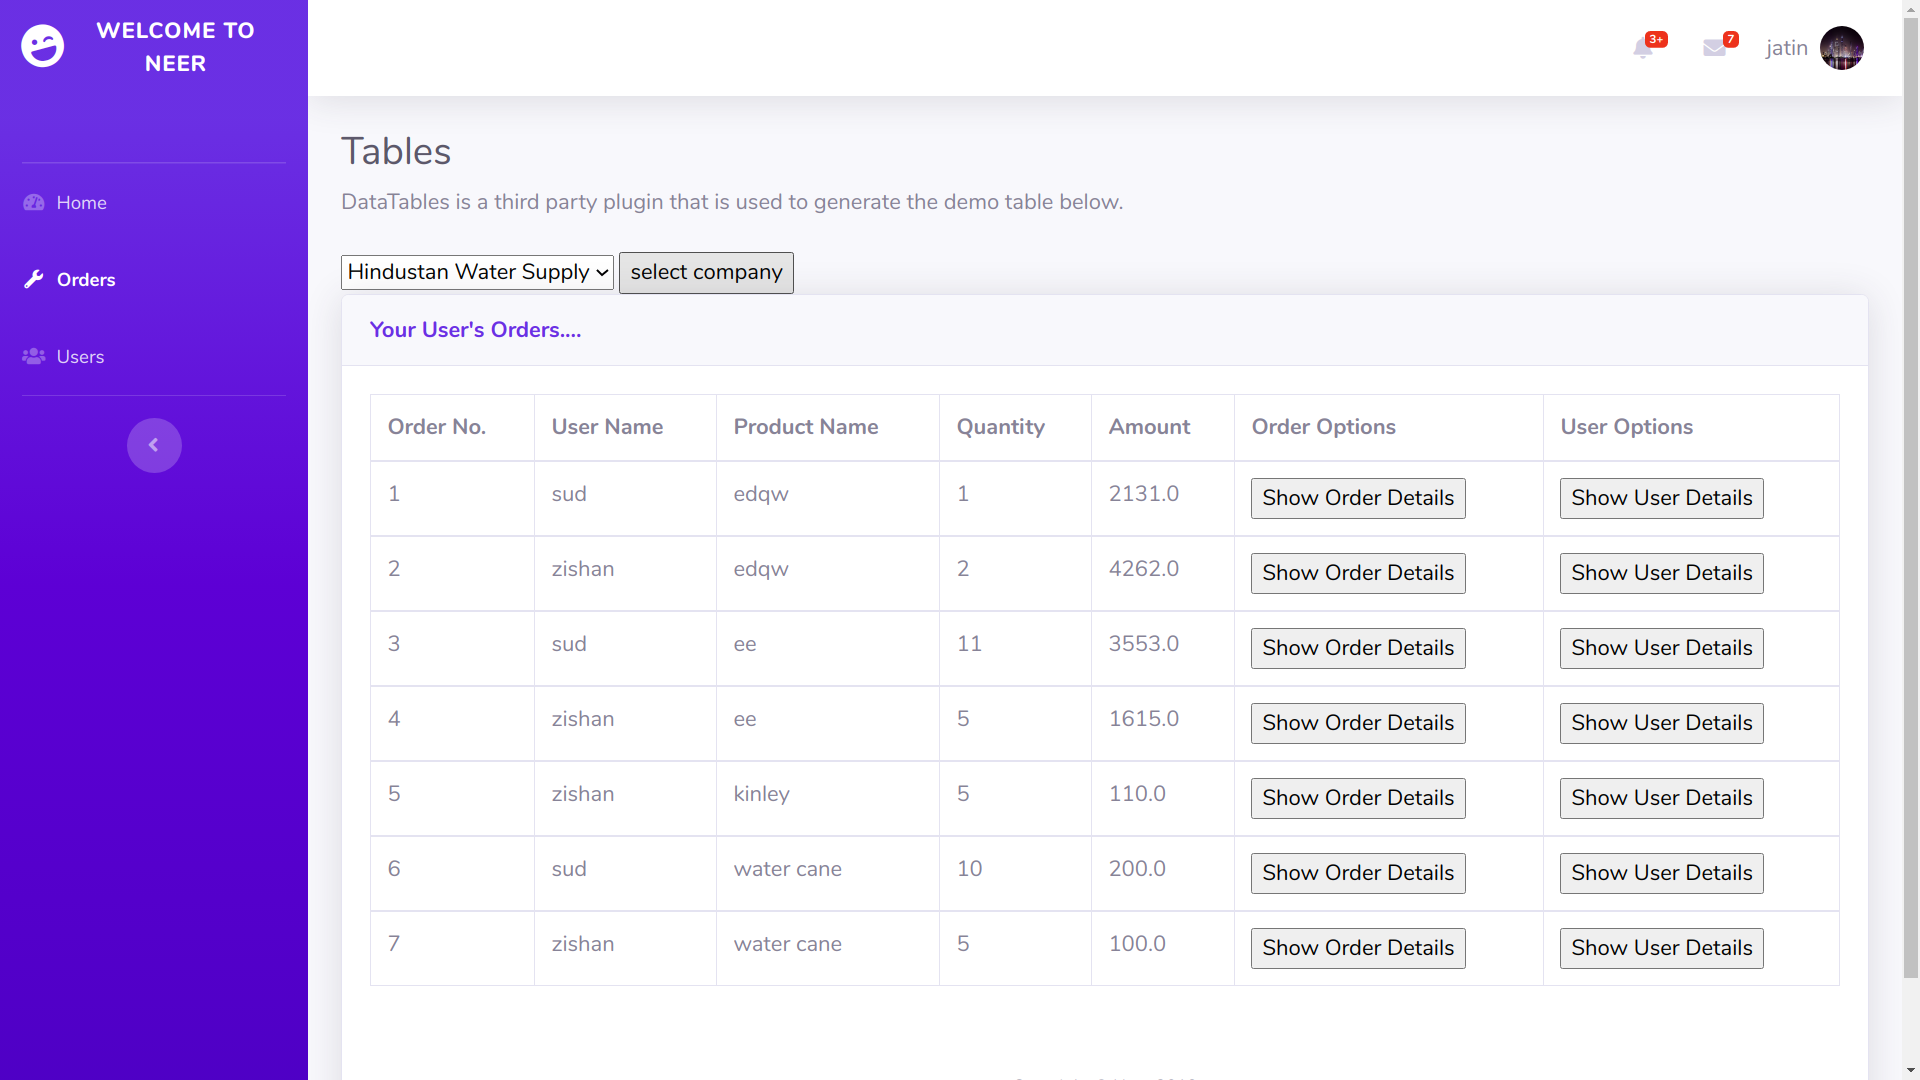 WELCOME TO
NEER
3+
7
jatin
Tables
DataTables is a third party plugin that is used to generate the demo table below.
Home
Orders
Users
Hindustan Water Supply select company
Your User's Orders....
Order No. User Name Product Name Quantity Amount Order Options User Options
1 sud edqw 1 2131.0 Show Order Details Show User Details
2 zishan edqw 2 4262.0 Show Order Details Show User Details
3 sud ee 11 3553.0 Show Order Details Show User Details
4 zishan ee 5 1615.0 Show Order Details Show User Details
5 zishan kinley 5 110.0 Show Order Details Show User Details
6 sud water cane 10 200.0 Show Order Details Show User Details
7 zishan water cane 5 100.0 Show Order Details Show User Details